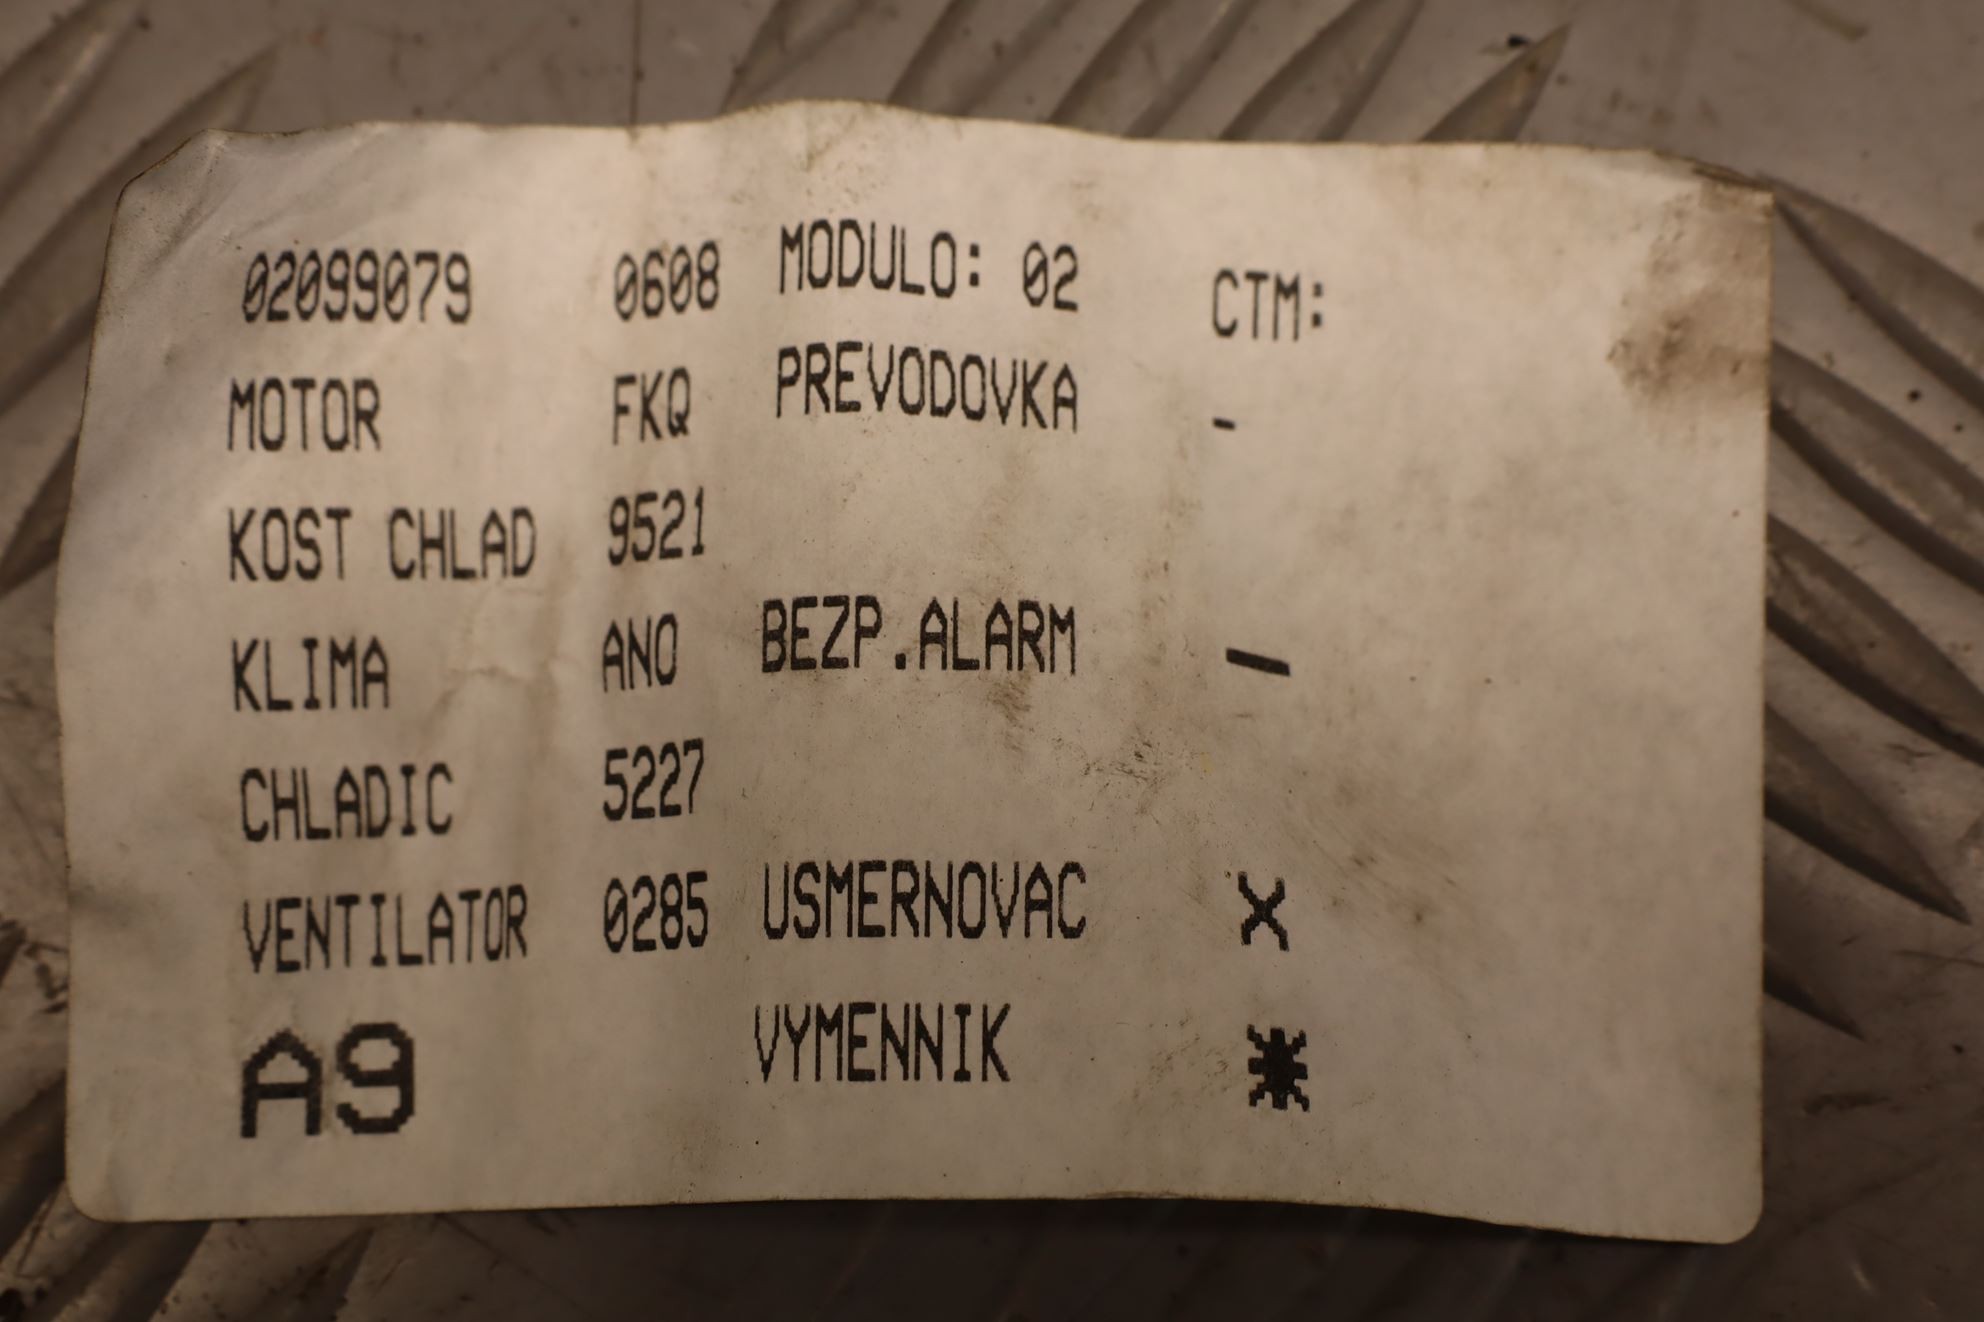 02099079 0608 MODULO: 02 CTM:
MOTOR FKQ PREVODOVKA -
KOST CHLAD 9521
KLIMA ANO BEZP.ALARM -
CHLADIC 5227
VENTILATOR 0285 USMERNOVAC X
A9 VYMENNIK *